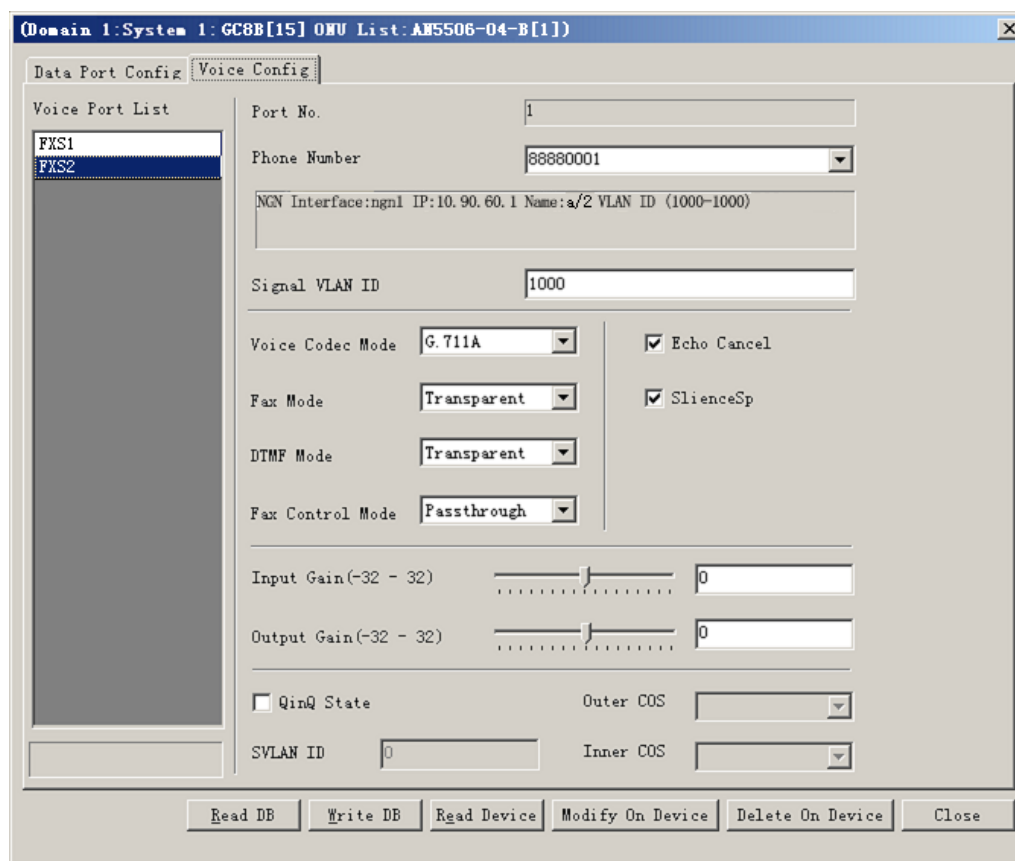 (Domain 1:System 1:GC8B[15] ONU List:AN5506-04-B[1])
Data Port Config
Voice Config
Voice Port List
FXS1
FXS2
Port No.
1
Phone Number
88880001
NGN Interface:ngn1 IP:10.90.60.1 Name:a/2 VLAN ID (1000-1000)
Signal VLAN ID
1000
Voice Codec Mode
G.711A
Echo Cancel
Fax Mode
Transparent
SlienceSp
DTMF Mode
Transparent
Fax Control Mode
Passthrough
Input Gain(-32 - 32)
0
Output Gain(-32 - 32)
0
QinQ State
Outer COS
SVLAN ID
0
Inner COS
Read DB
Write DB
Read Device
Modify On Device
Delete On Device
Close